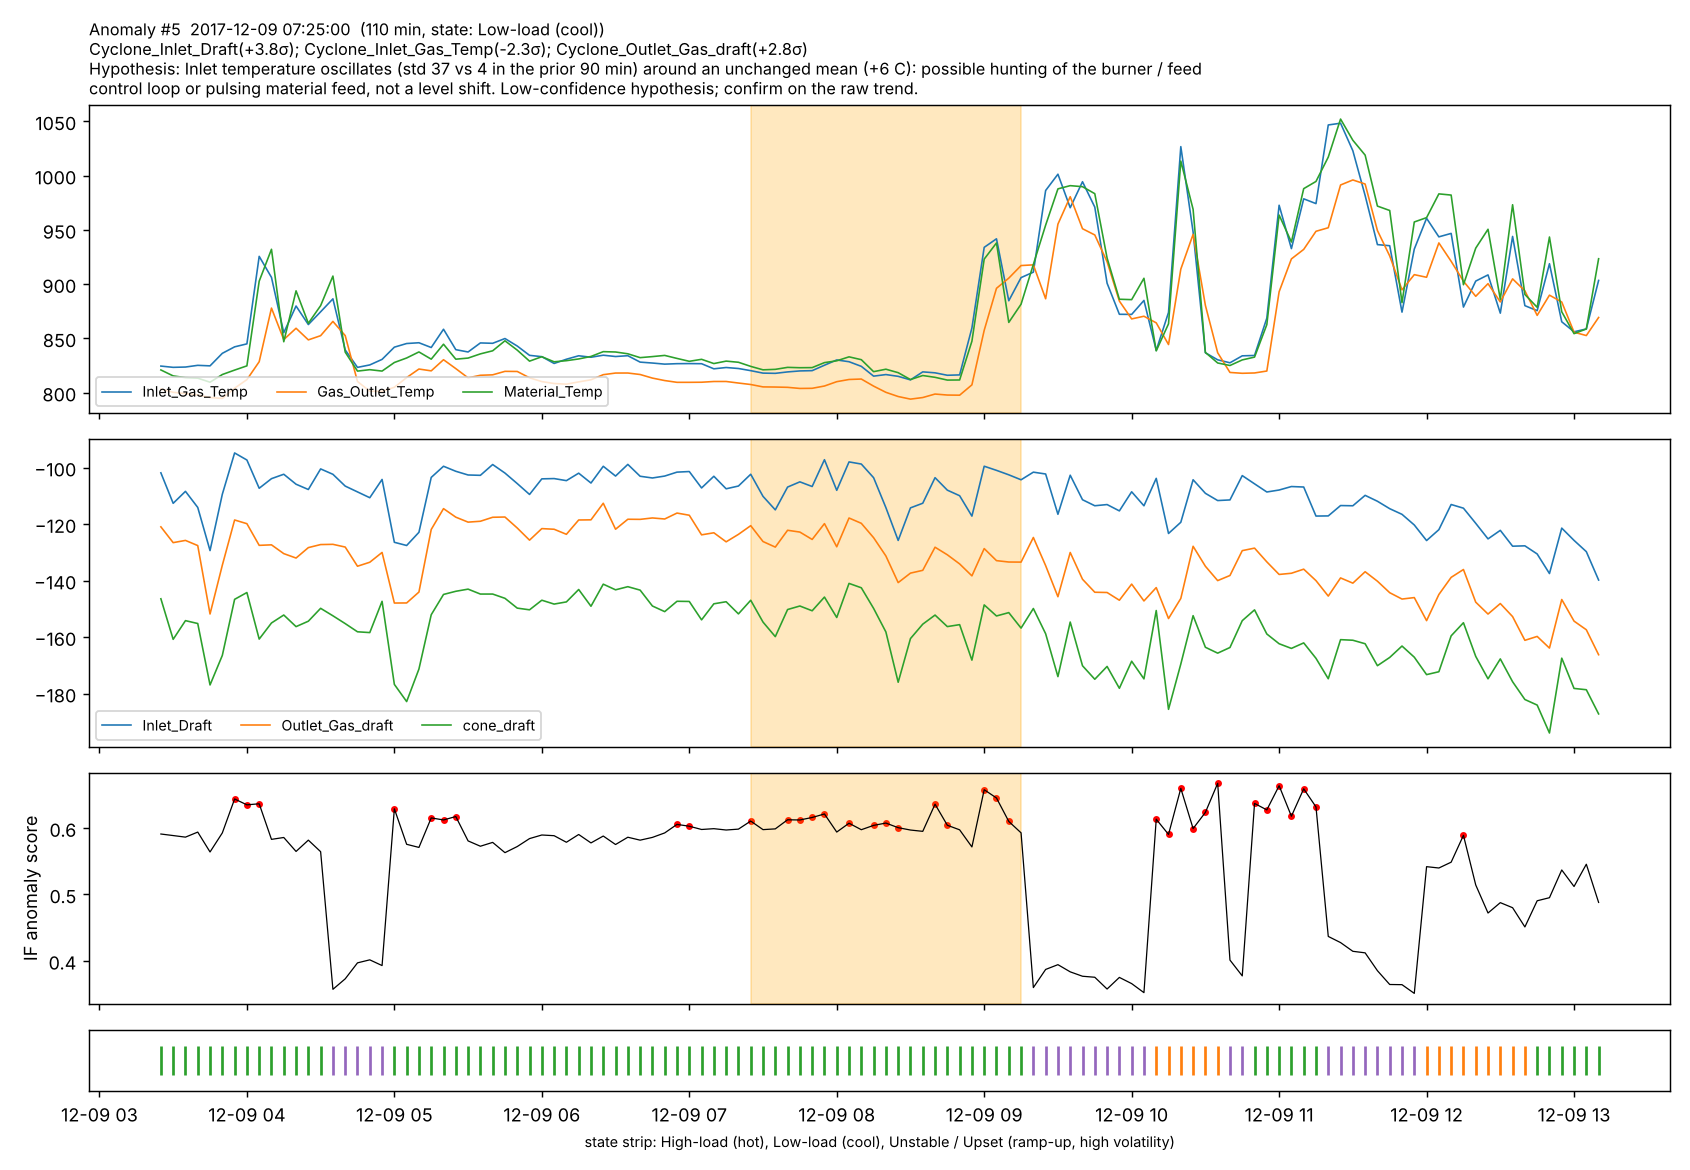 Anomaly #5  2017-12-09 07:25:00  (110 min, state: Low-load (cool))
Cyclone_Inlet_Draft(+3.8σ); Cyclone_Inlet_Gas_Temp(-2.3σ); Cyclone_Outlet_Gas_draft(+2.8σ)
Hypothesis: Inlet temperature oscillates (std 37 vs 4 in the prior 90 min) around an unchanged mean (+6 C): possible hunting of the burner / feed
control loop or pulsing material feed, not a level shift. Low-confidence hypothesis; confirm on the raw trend.
1050
1000
950
900
850
800
Inlet_Gas_Temp
Gas_Outlet_Temp
Material_Temp
−100
−120
−140
−160
−180
Inlet_Draft
Outlet_Gas_draft
cone_draft
IF anomaly score
0.6
0.5
0.4
12-09 03
12-09 04
12-09 05
12-09 06
12-09 07
12-09 08
12-09 09
12-09 10
12-09 11
12-09 12
12-09 13
state strip: High-load (hot), Low-load (cool), Unstable / Upset (ramp-up, high volatility)